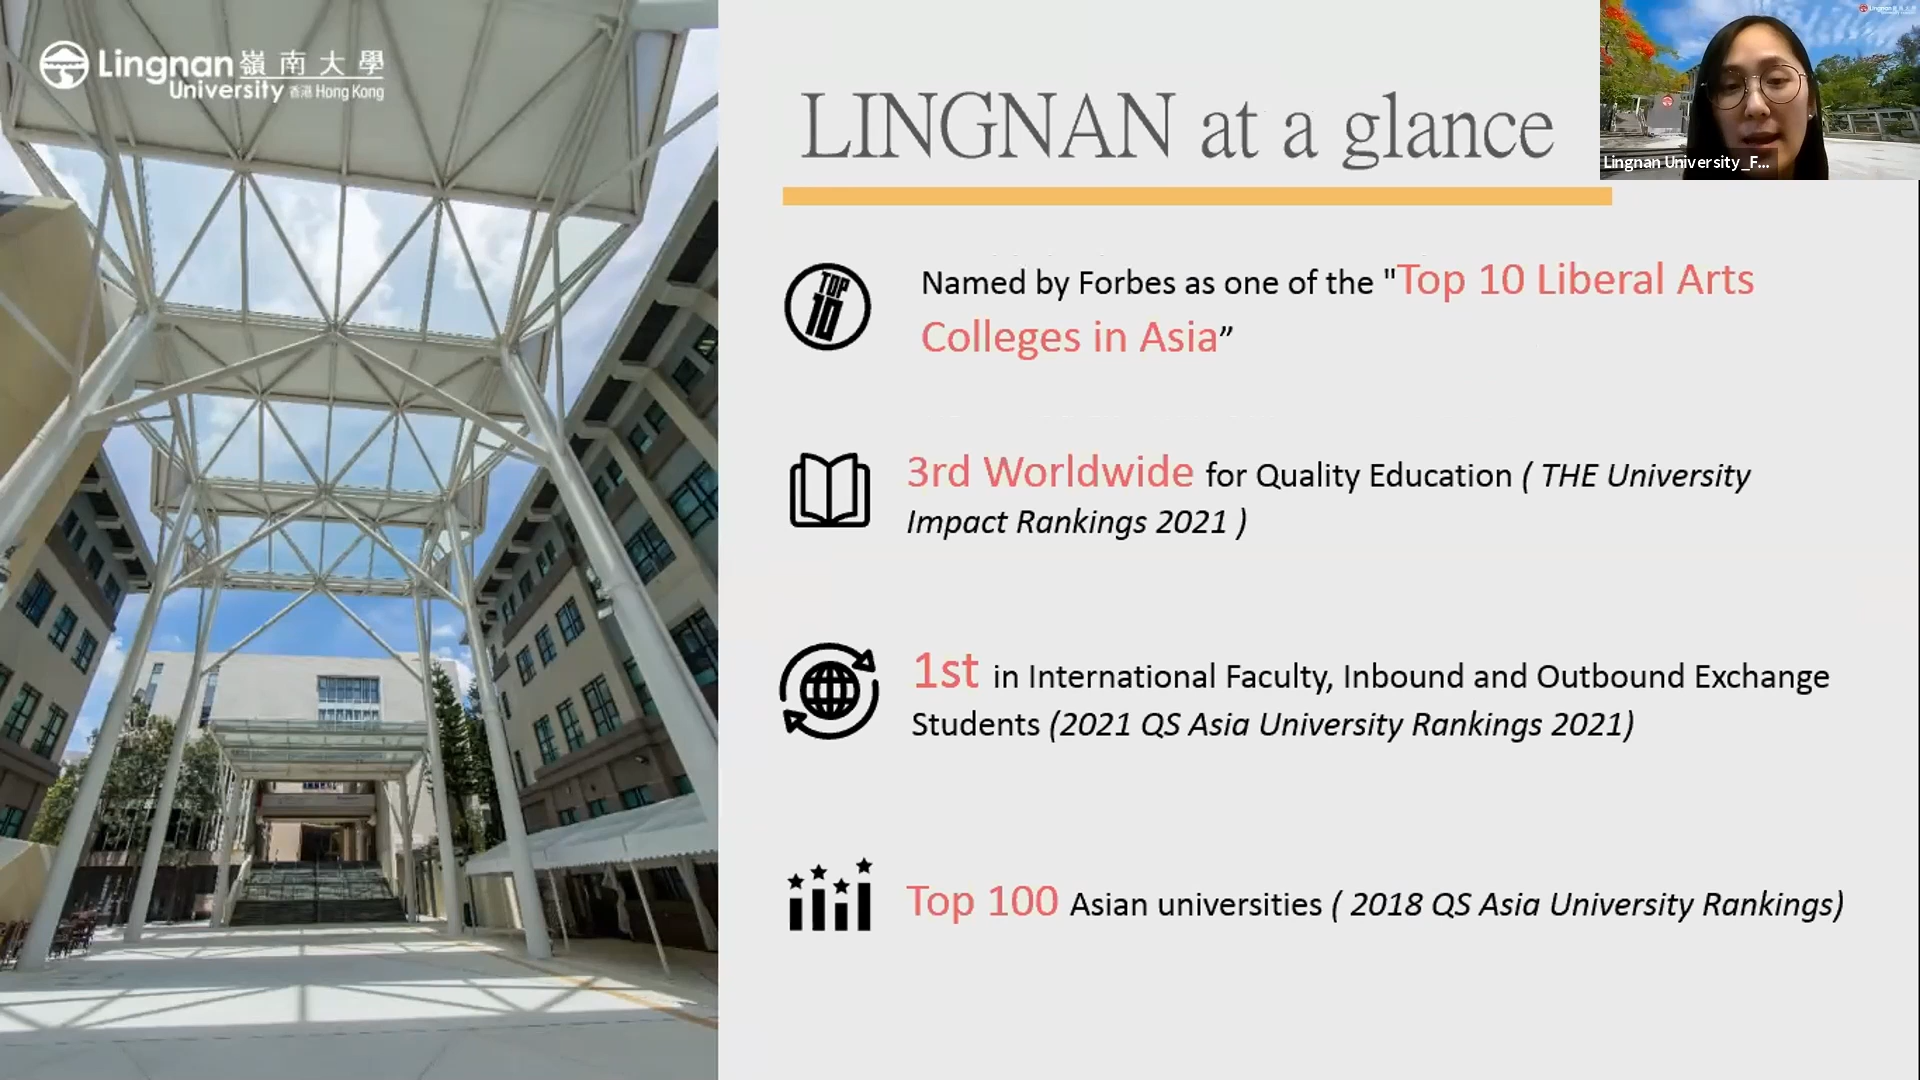 Lingnan 嶺南大學
University 香港 Hong Kong
LINGNAN at a glance
Lingnan University_F...
TOP
10
Named by Forbes as one of the "Top 10 Liberal Arts
Colleges in Asia”
3rd Worldwide for Quality Education ( THE University
Impact Rankings 2021 )
1st in International Faculty, Inbound and Outbound Exchange
Students (2021 QS Asia University Rankings 2021)
Top 100 Asian universities ( 2018 QS Asia University Rankings)